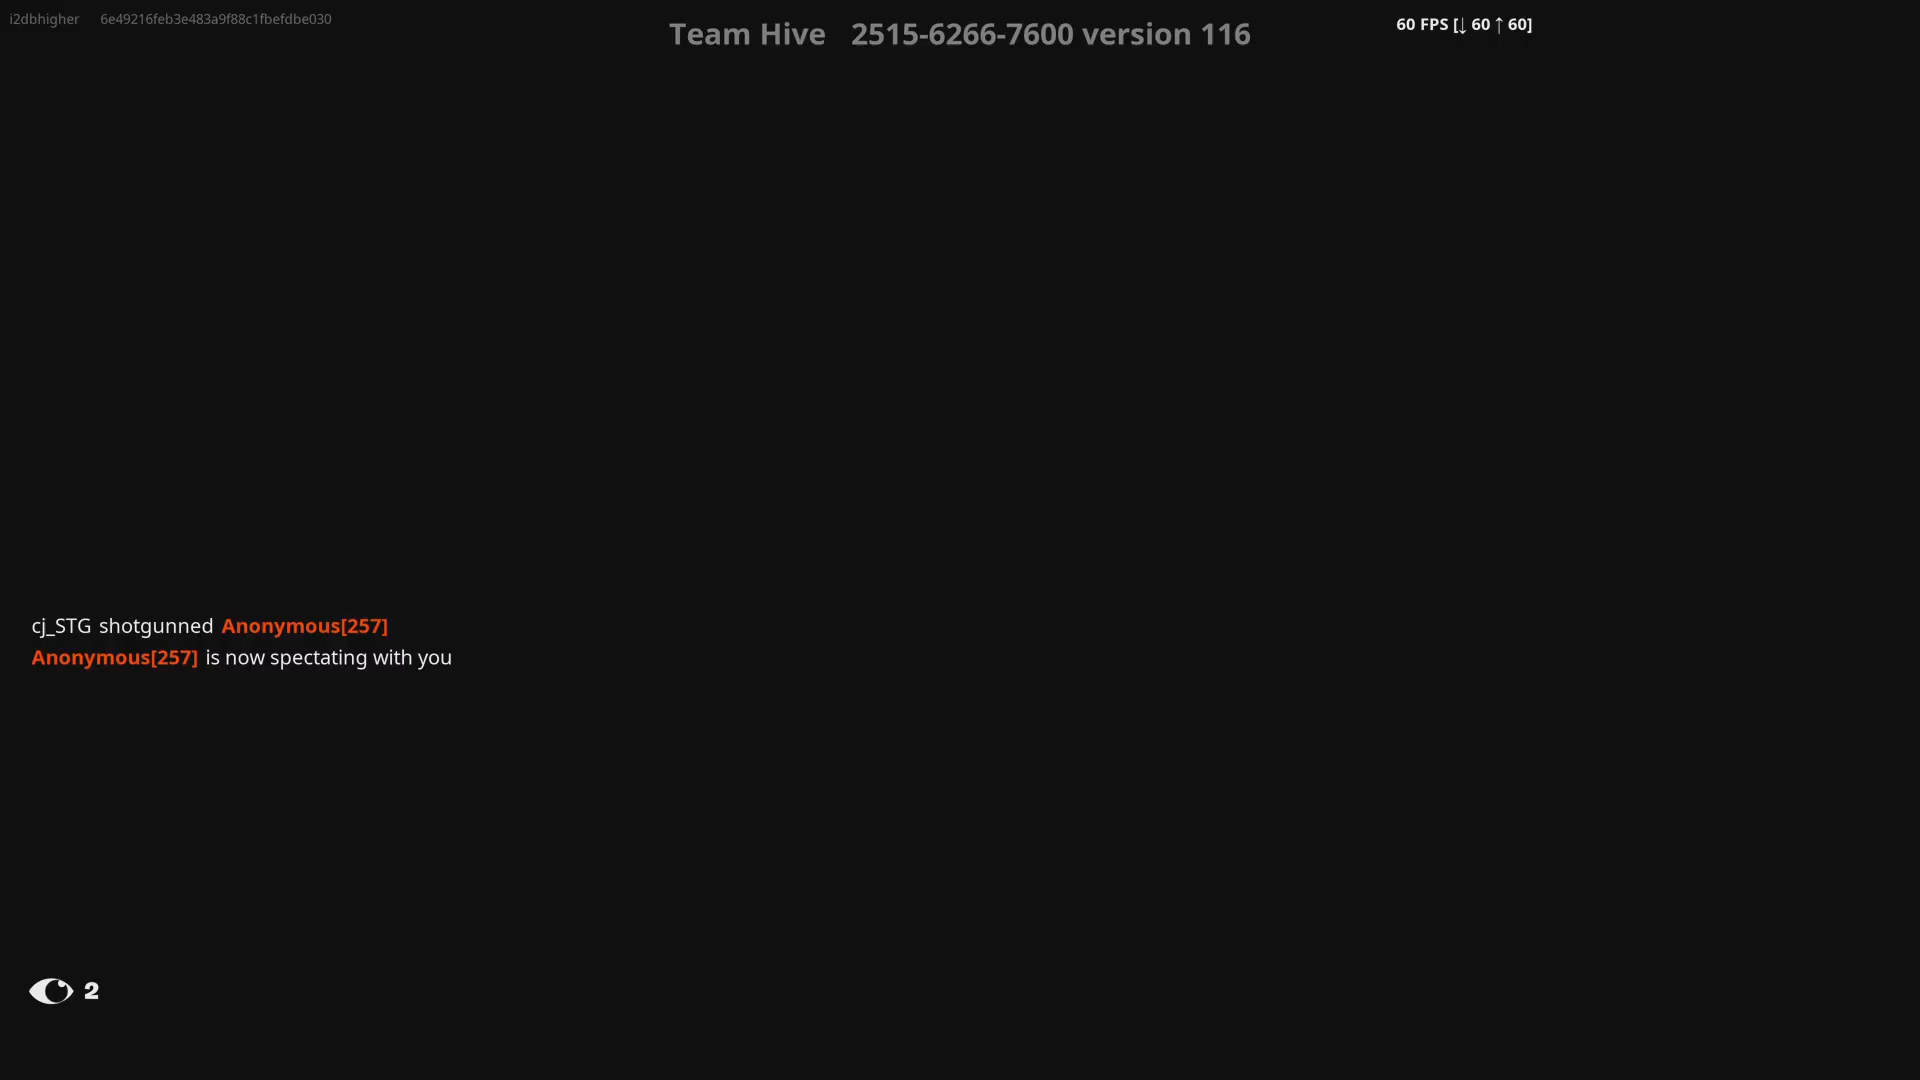 i2dbhigher 6e49216feb3e483a9f88c1fbefdbe030
Team Hive 2515-6266-7600 version 116
60 FPS [↓ 60 ↑ 60]
cj_STG shotgunned Anonymous[257]
Anonymous[257] is now spectating with you
2